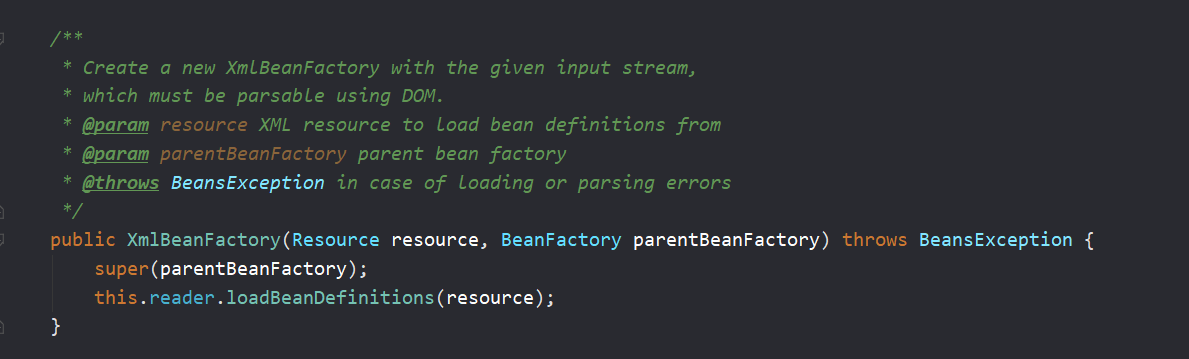 /**
 * Create a new XmlBeanFactory with the given input stream,
 * which must be parsable using DOM.
 * @param resource XML resource to load bean definitions from
 * @param parentBeanFactory parent bean factory
 * @throws BeansException in case of loading or parsing errors
 */
public XmlBeanFactory(Resource resource, BeanFactory parentBeanFactory) throws BeansException {
    super(parentBeanFactory);
    this.reader.loadBeanDefinitions(resource);
}